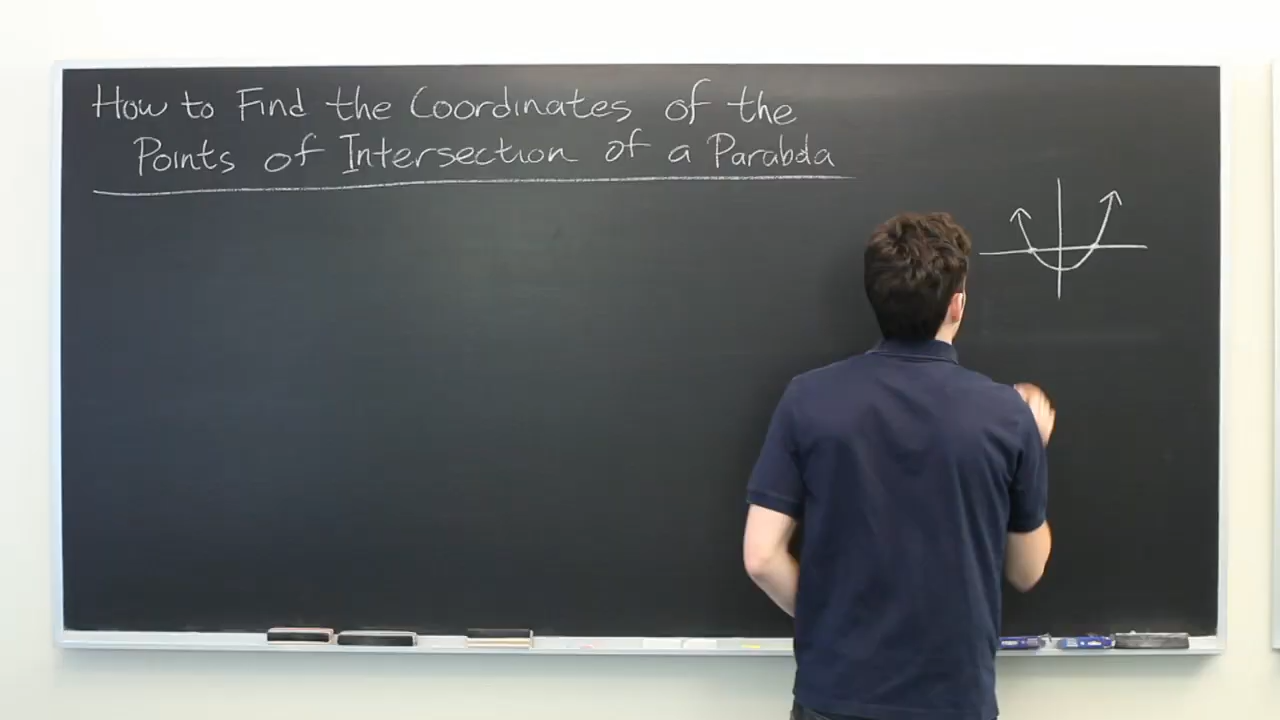 How to Find the Coordinates of the
Points of Intersection of a Parabola